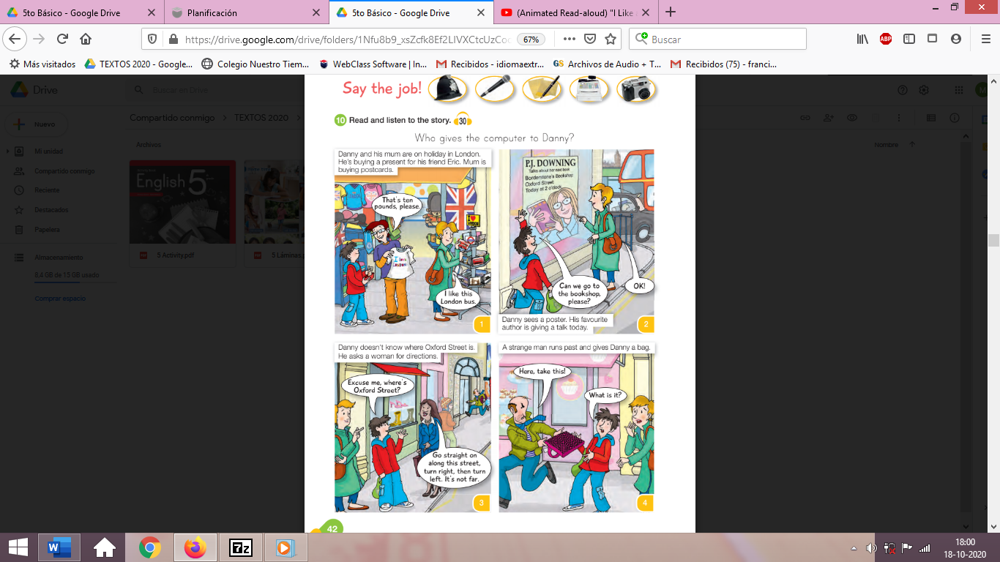 5to Básico - Google Drive
Planificación
5to Básico - Google Drive
(Animated Read-aloud) "I Like
https://drive.google.com/drive/folders/1Nfu8b9_xsZcfk8Ef2LlVXCtcUzCoc
67%
Buscar
Más visitados
TEXTOS 2020 - Google...
Colegio Nuestro Tiem...
WebClass Software | In...
Recibidos - idiomaextr...
Archivos de Audio + T...
Recibidos (75) - franci...
ABP
Drive
Buscar en Drive
Compartido conmigo > TEXTOS 2020 >
Nuevo
Mi unidad
Compartido conmigo
Reciente
Destacados
Papelera
Almacenamiento
8,4 GB de 15 GB usado
Comprar espacio
Archivos
Nombre
English 5
5 Activity.pdf
5 Láminas.p
Say the job!
10 Read and listen to the story. 30
Who gives the computer to Danny?
Danny and his mum are on holiday in London.
He's buying a present for his friend Eric. Mum is
buying postcards.
That's ten
pounds, please.
I LOVE
LONDON
I like this
London bus.
1
P.J. DOWNING
Talks about her next book
Borderstone's Bookshop
Oxford Street
Today at 2 o'clock
Can we go to
the bookshop,
please?
OK!
Danny sees a poster. His favourite
author is giving a talk today.
2
Danny doesn't know where Oxford Street is.
He asks a woman for directions.
Excuse me, where's
Oxford Street?
Go straight on
along this street,
turn right, then turn
left. It's not far.
3
A strange man runs past and gives Danny a bag.
Here, take this!
What is it?
4
42
18:00
18-10-2020